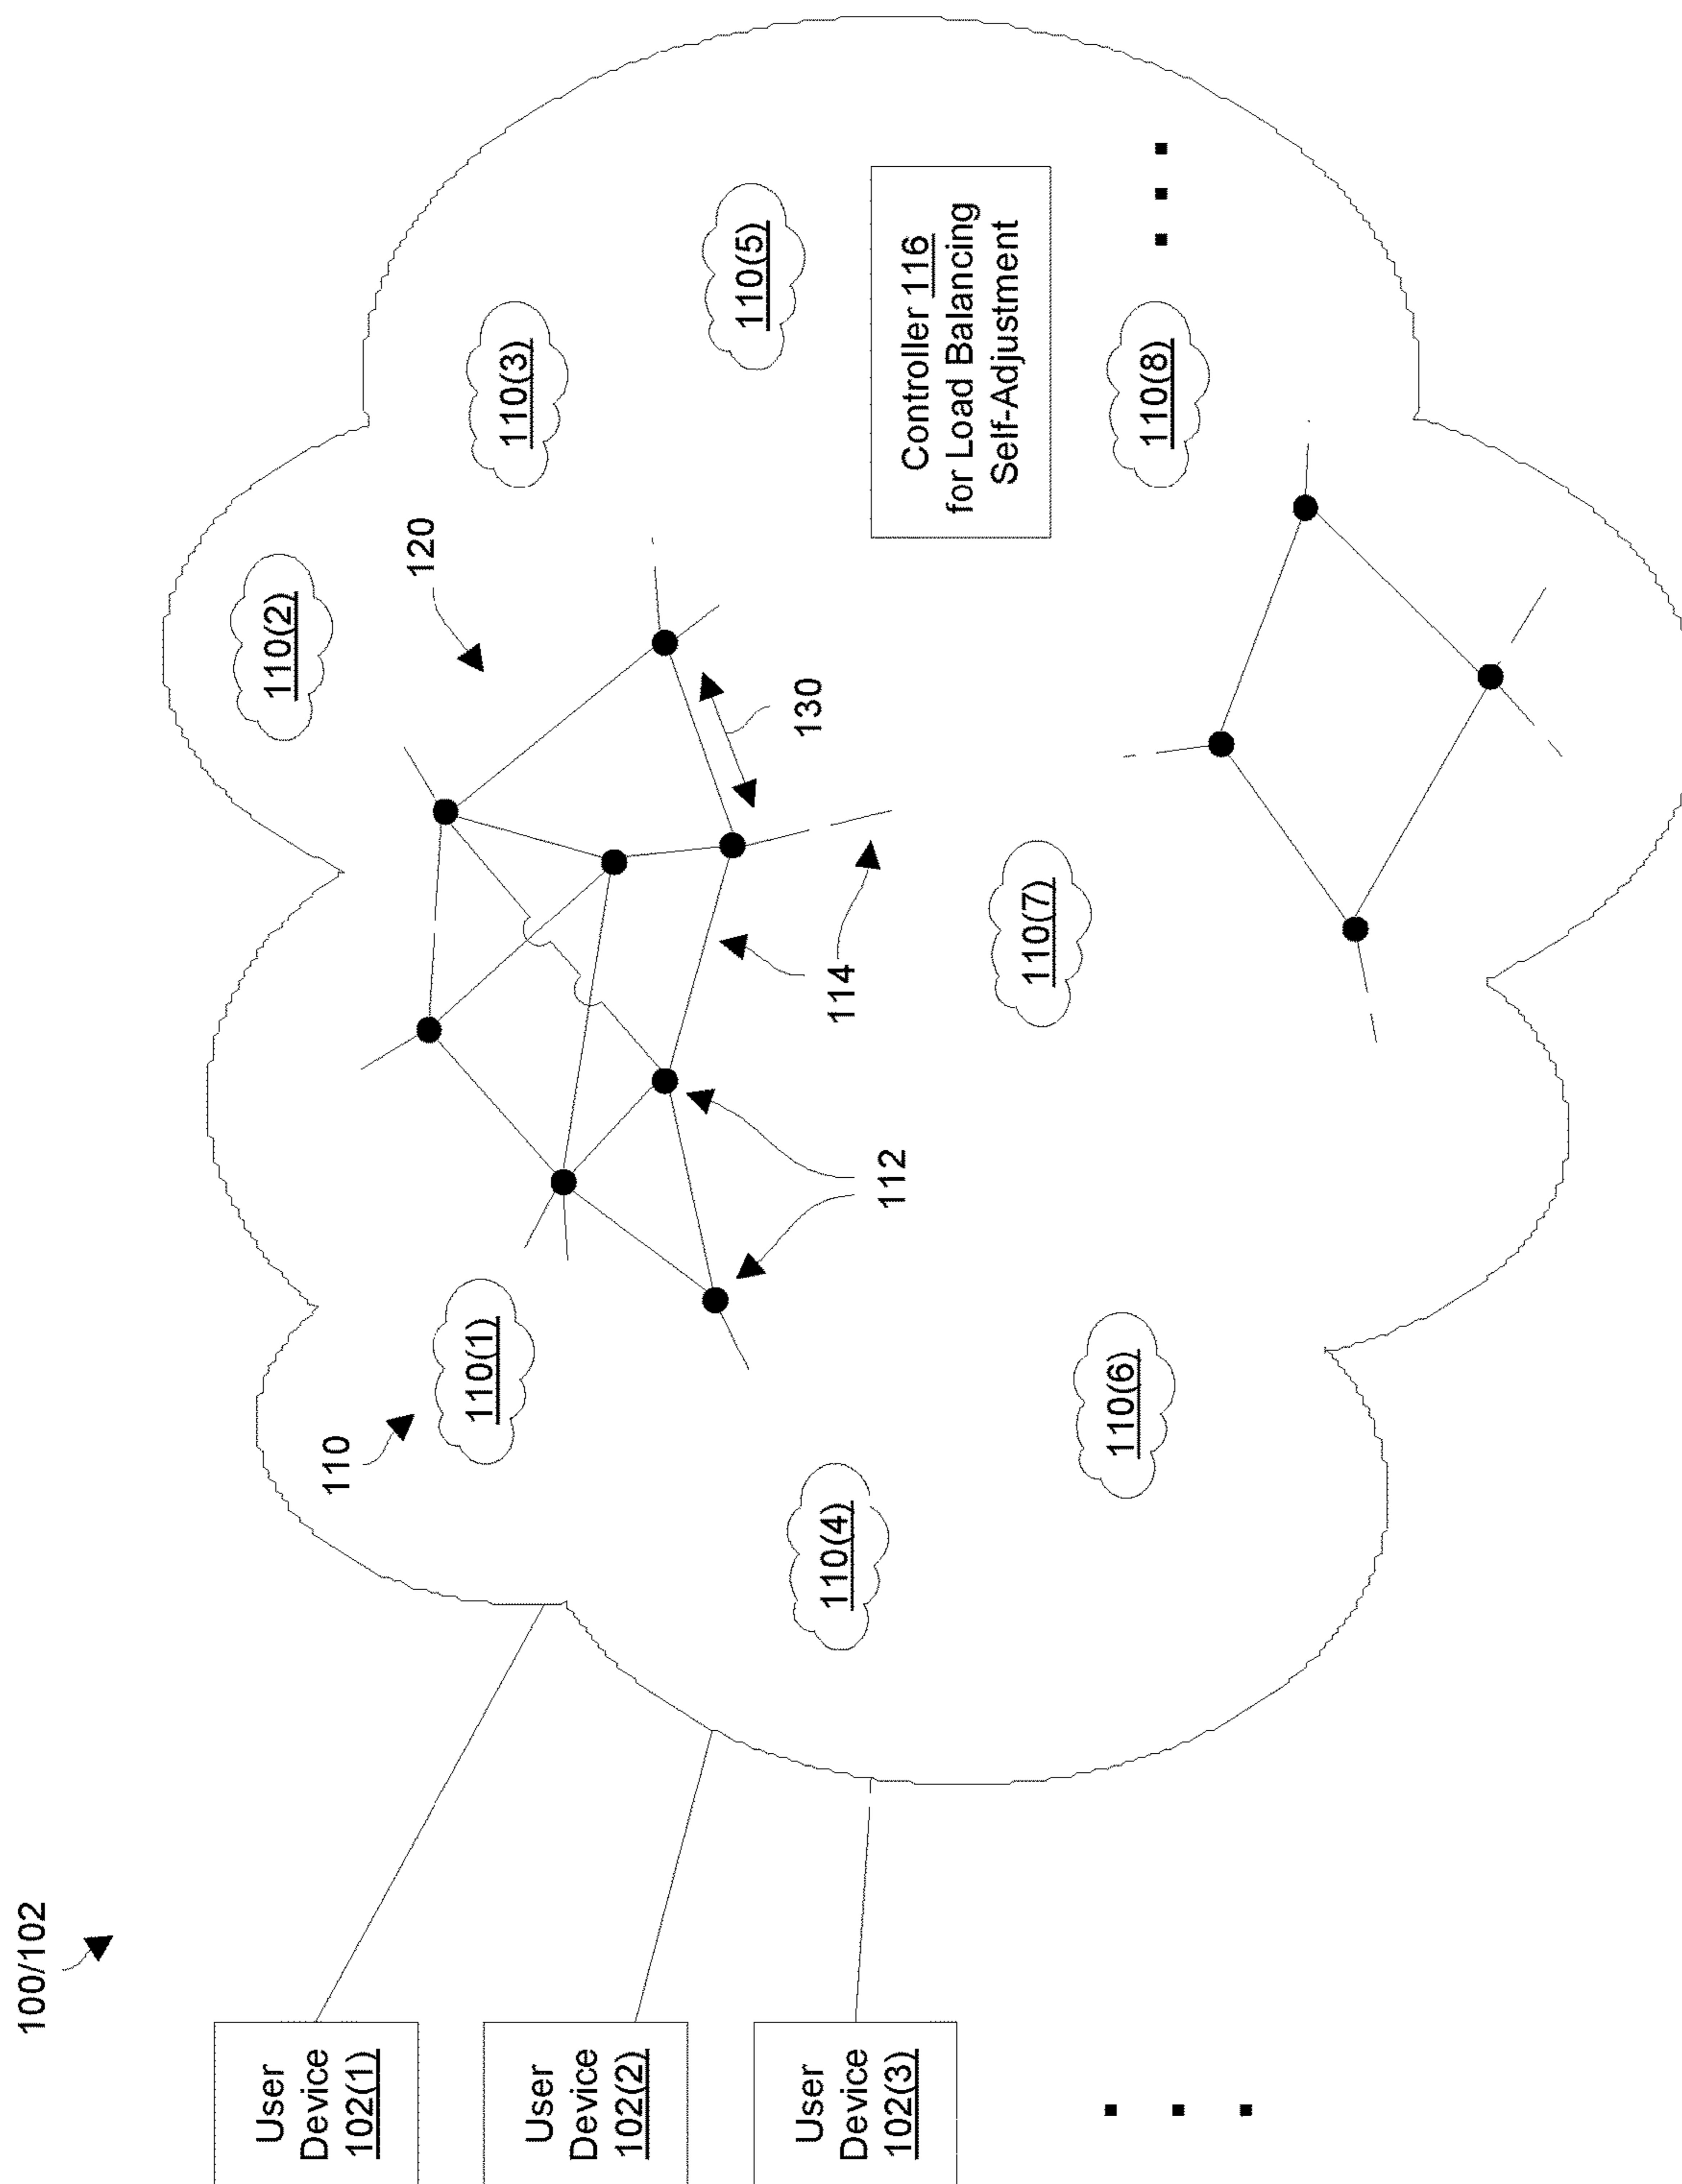 100/102
User
Device
102(1)
User
Device
102(2)
User
Device
102(3)
110
110(1)
110(2)
110(3)
120
110(4)
110(5)
130
114
112
Controller 116
for Load Balancing
Self-Adjustment
110(6)
110(7)
110(8)